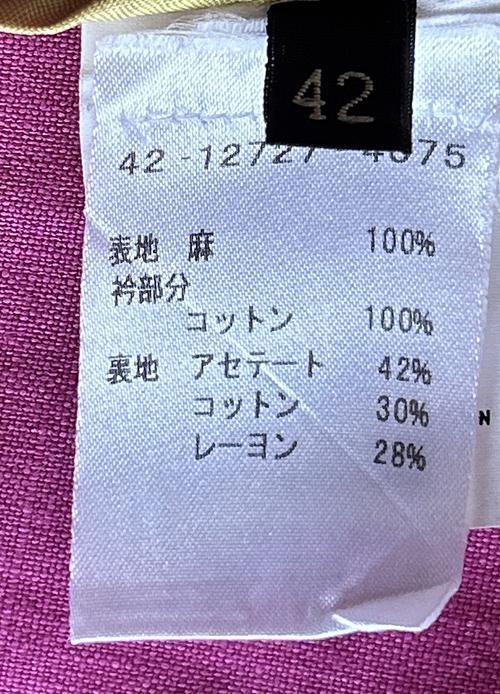 42
42 -12727
表地 麻 100%
衿部分
コットン 100%
裏地 アセテート 42%
コットン 30%
レーヨン 28%
N